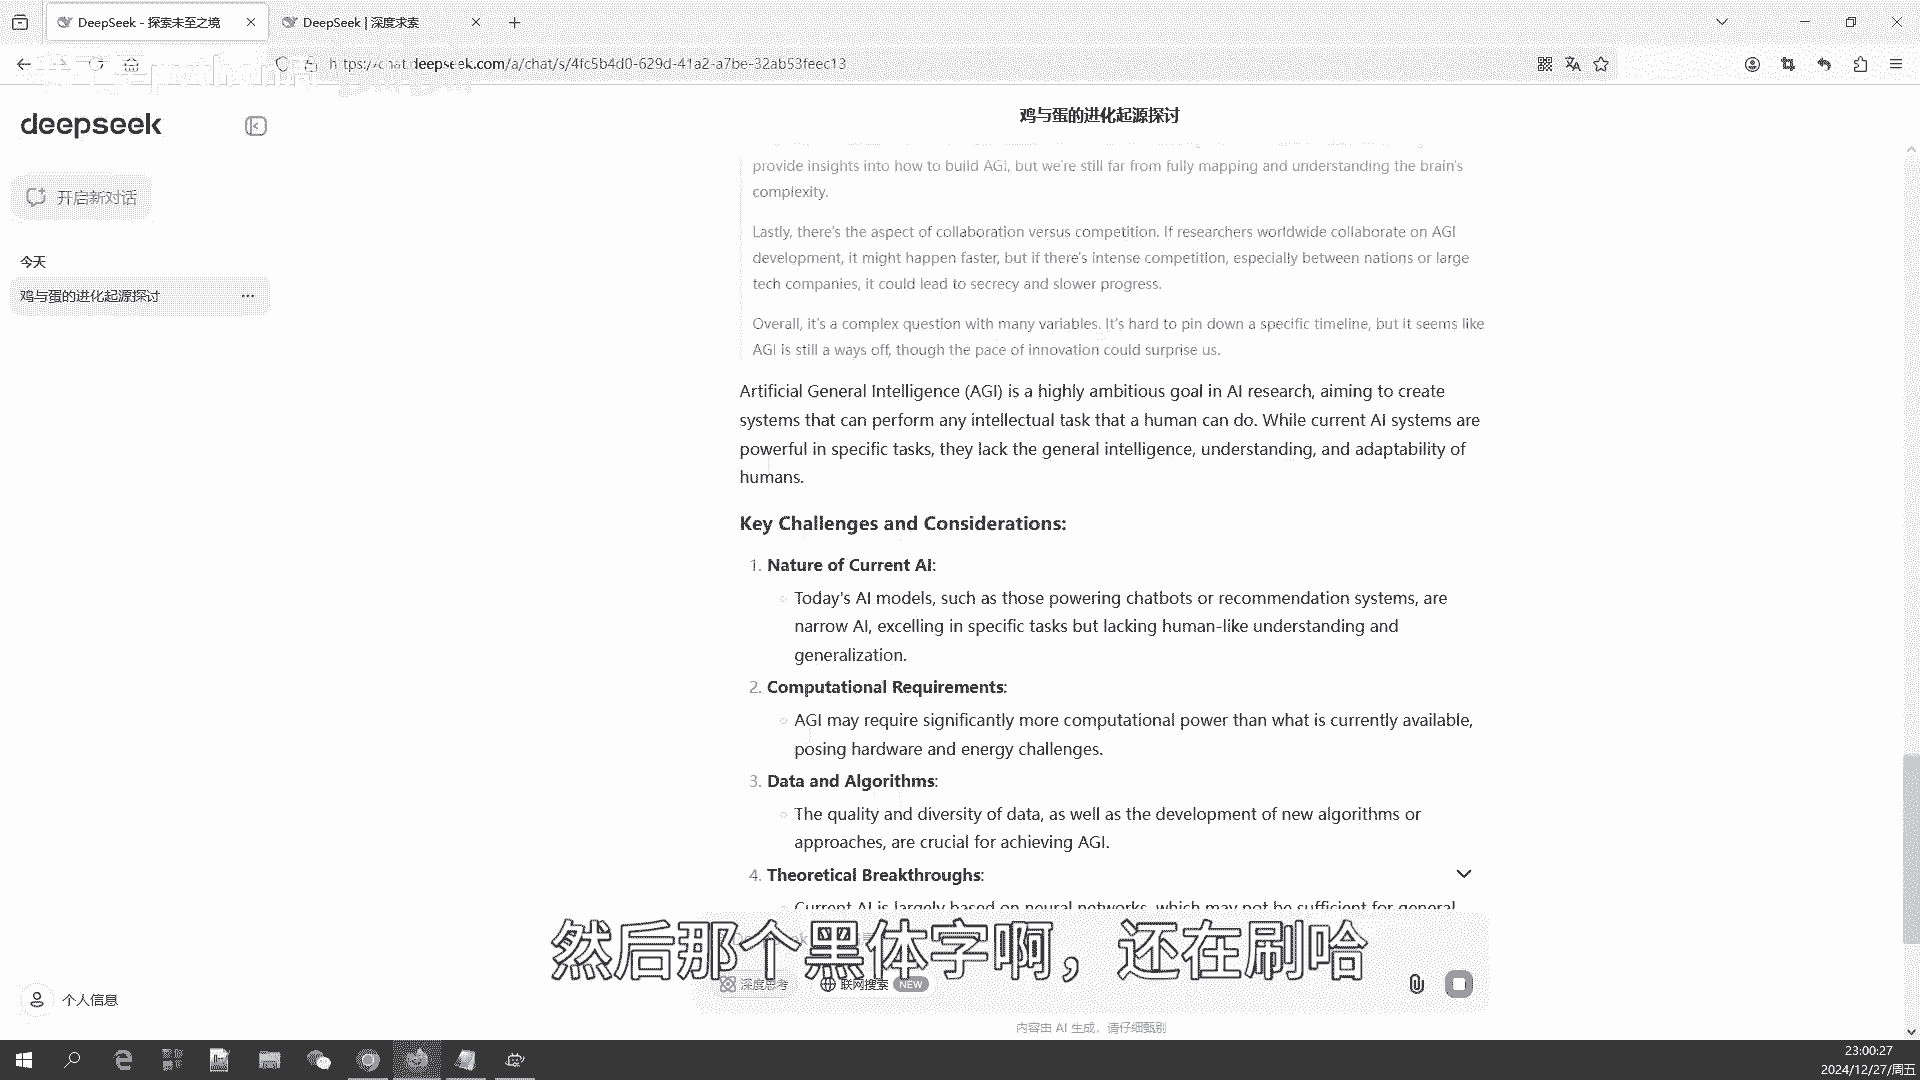 DeepSeek - 探索未至之境
DeepSeek | 深度求索
https://chat.deepseek.com/a/chat/s/4fc5b4d0-629d-41a2-a7be-32ab53feec13
deepseek
开启新对话
今天
鸡与蛋的进化起源探讨
个人信息
鸡与蛋的进化起源探讨
provide insights into how to build AGI, but we're still far from fully mapping and understanding the brain's
complexity.
Lastly, there's the aspect of collaboration versus competition. If researchers worldwide collaborate on AGI
development, it might happen faster, but if there's intense competition, especially between nations or large
tech companies, it could lead to secrecy and slower progress.
Overall, it's a complex question with many variables. It's hard to pin down a specific timeline, but it seems like
AGI is still a ways off, though the pace of innovation could surprise us.
Artificial General Intelligence (AGI) is a highly ambitious goal in AI research, aiming to create
systems that can perform any intellectual task that a human can do. While current AI systems are
powerful in specific tasks, they lack the general intelligence, understanding, and adaptability of
humans.
Key Challenges and Considerations:
1. Nature of Current AI:
Today's AI models, such as those powering chatbots or recommendation systems, are
narrow AI, excelling in specific tasks but lacking human-like understanding and
generalization.
2. Computational Requirements:
AGI may require significantly more computational power than what is currently available,
posing hardware and energy challenges.
3. Data and Algorithms:
The quality and diversity of data, as well as the development of new algorithms or
approaches, are crucial for achieving AGI.
4. Theoretical Breakthroughs:
Current AI is largely based on neural networks, which may not be sufficient for general
然后那个黑体字啊，还在刷哈
深度思考
联网搜索 NEW
内容由 AI 生成，请仔细甄别
23:00:27
2024/12/27/周五